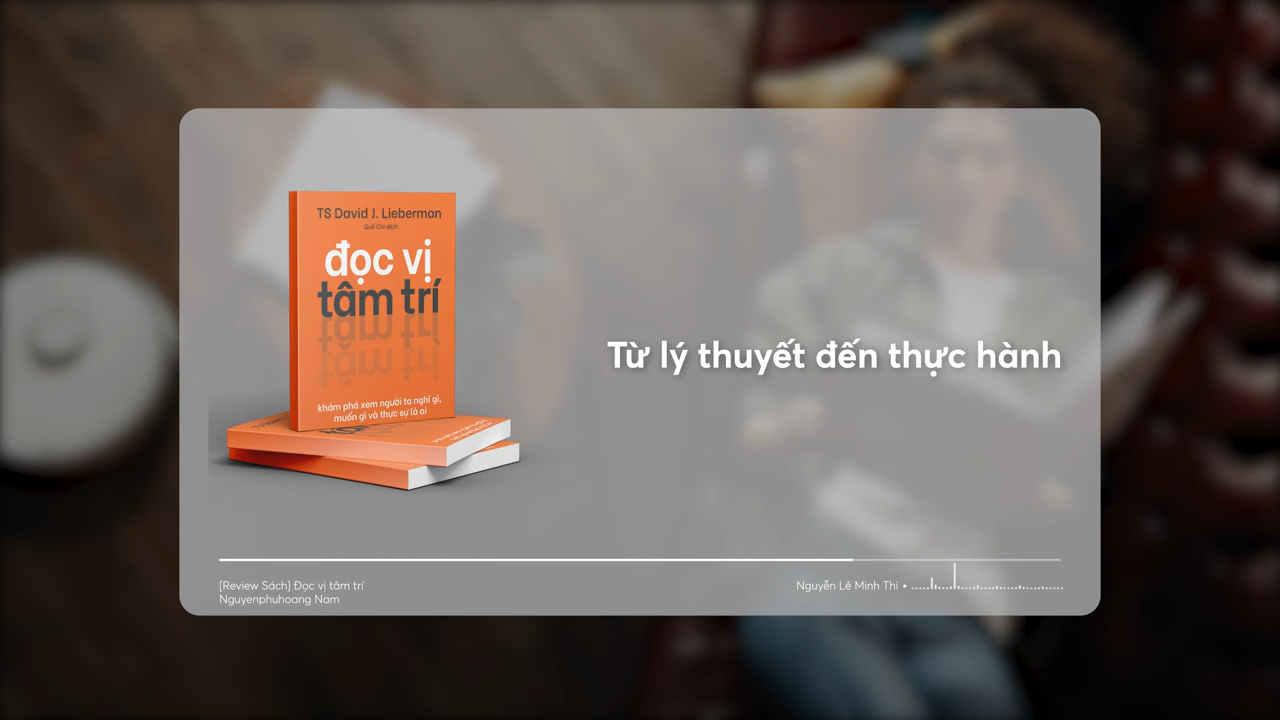 TS David J. Lieberman
Quế Chi dịch
đọc vị
tâm trí
khám phá xem người ta nghĩ gì,
muốn gì và thực sự là ai
Từ lý thuyết đến thực hành
[Review Sách] Đọc vị tâm trí
Nguyenphuhoang Nam
Nguyễn Lê Minh Thi •